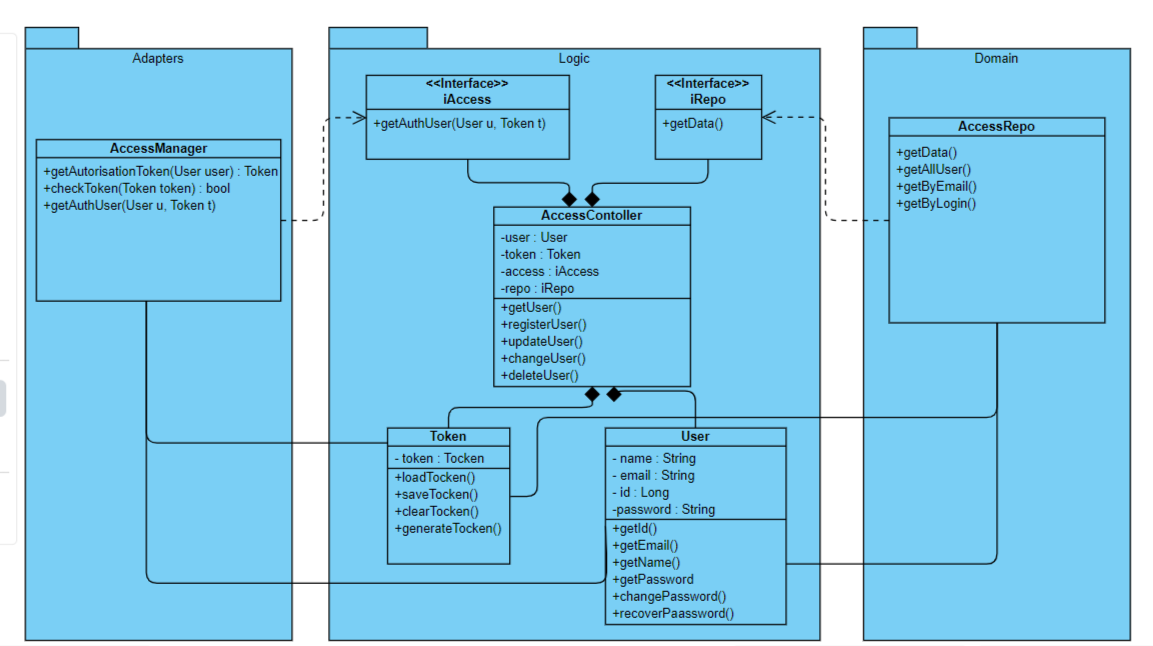 Adapters
AccessManager
+getAutorisationToken(User user) : Token
+checkToken(Token token) : bool
+getAuthUser(User u, Token t)
Logic
<<Interface>>
iAccess
+getAuthUser(User u, Token t)
<<Interface>>
iRepo
+getData()
AccessContoller
-user : User
-token : Token
-access : iAccess
-repo : iRepo
+getUser()
+registerUser()
+updateUser()
+changeUser()
+deleteUser()
Token
- token : Tocken
+loadTocken()
+saveTocken()
+clearTocken()
+generateTocken()
User
- name : String
- email : String
- id : Long
-password : String
+getId()
+getEmail()
+getName()
+getPassword
+changePassword()
+recoverPaassword()
Domain
AccessRepo
+getData()
+getAllUser()
+getByEmail()
+getByLogin()